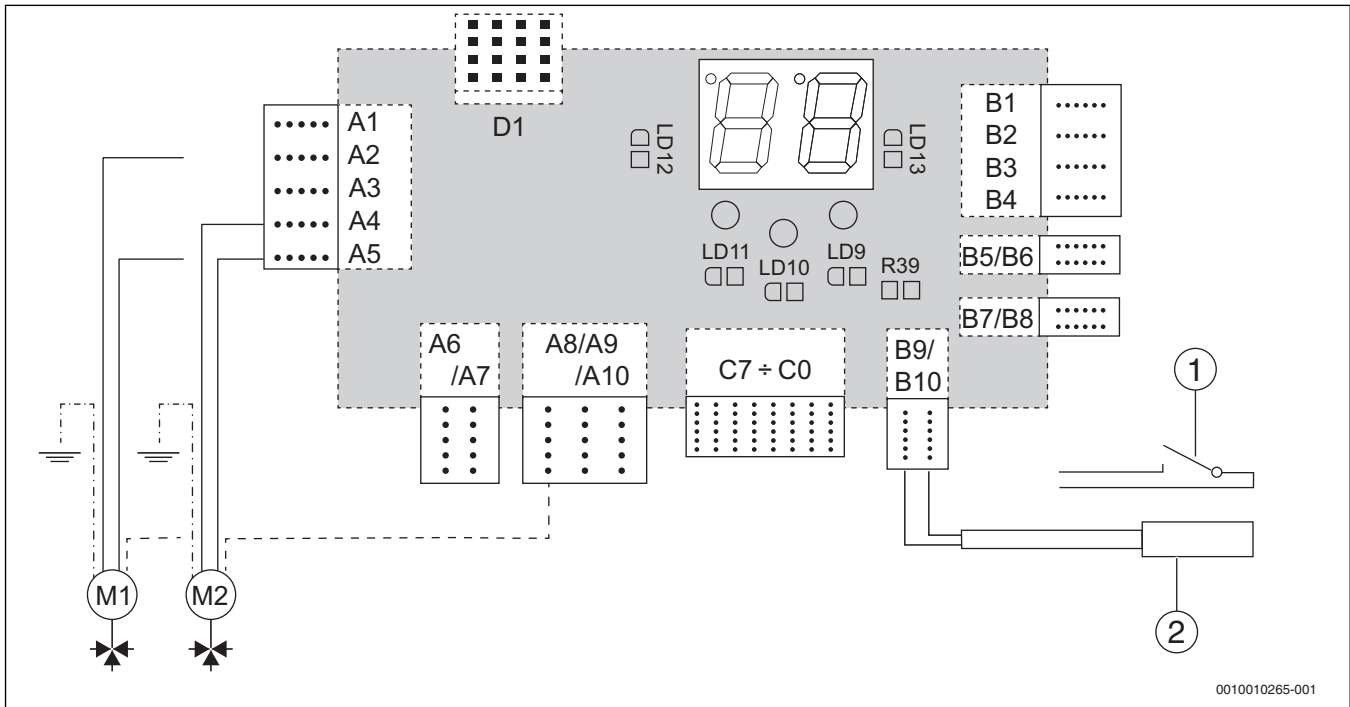 D1
A1
A2
A3
A4
A5
LD12
LD13
B1
B2
B3
B4
B5/B6
B7/B8
LD11
LD10
LD9
R39
A6
/A7
A8/A9
/A10
C7 ÷ C0
B9/
B10
1
2
M1
M2
0010010265-001